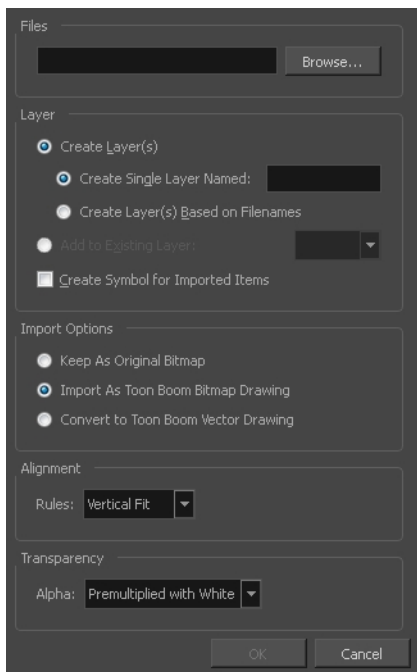 Files
Browse...
Layer
Create Layer(s)
Create Single Layer Named:
Create Layer(s) Based on Filenames
Add to Existing Layer:
Create Symbol for Imported Items
Import Options
Keep As Original Bitmap
Import As Toon Boom Bitmap Drawing
Convert to Toon Boom Vector Drawing
Alignment
Rules: Vertical Fit
Transparency
Alpha: Premultiplied with White
OK Cancel